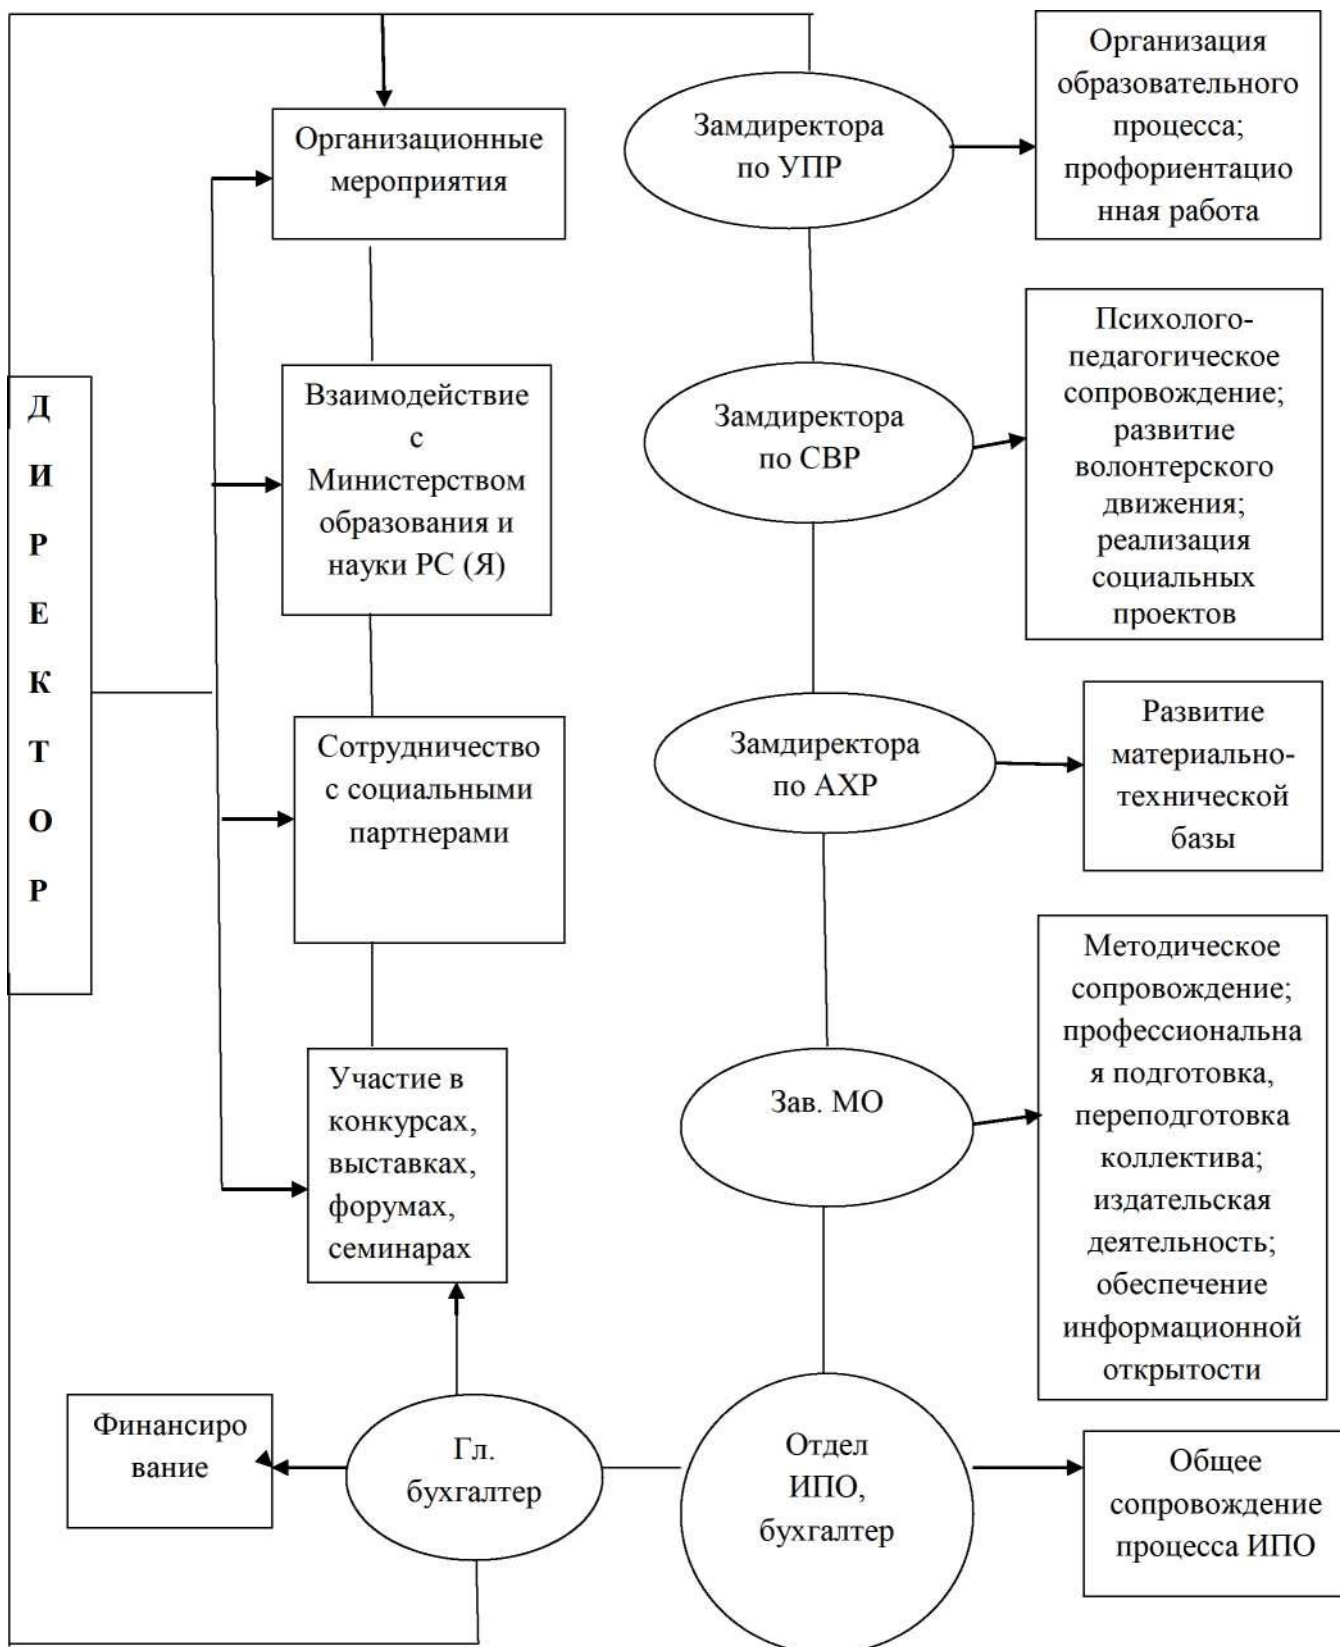 Организационные
мероприятия
Замдиректора
по УПР
Организация
образовательного
процесса;
профориентацио
нная работа
Д
И
Р
Е
К
Т
О
Р
Взаимодействие
с
Министерством
образования и
науки РС (Я)
Замдиректора
по СВР
Психолого-
педагогическое
сопровождение;
развитие
волонтерского
движения;
реализация
социальных
проектов
Сотрудничество
с социальными
партнерами
Замдиректора
по АХР
Развитие
материально-
технической
базы
Участие в
конкурсах,
выставках,
форумах,
семинарах
Зав. МО
Методическое
сопровождение;
профессиональна
я подготовка,
переподготовка
коллектива;
издательская
деятельность;
обеспечение
информационной
открытости
Финансиро
вание
Гл.
бухгалтер
Отдел
ИПО,
бухгалтер
Общее
сопровождение
процесса ИПО